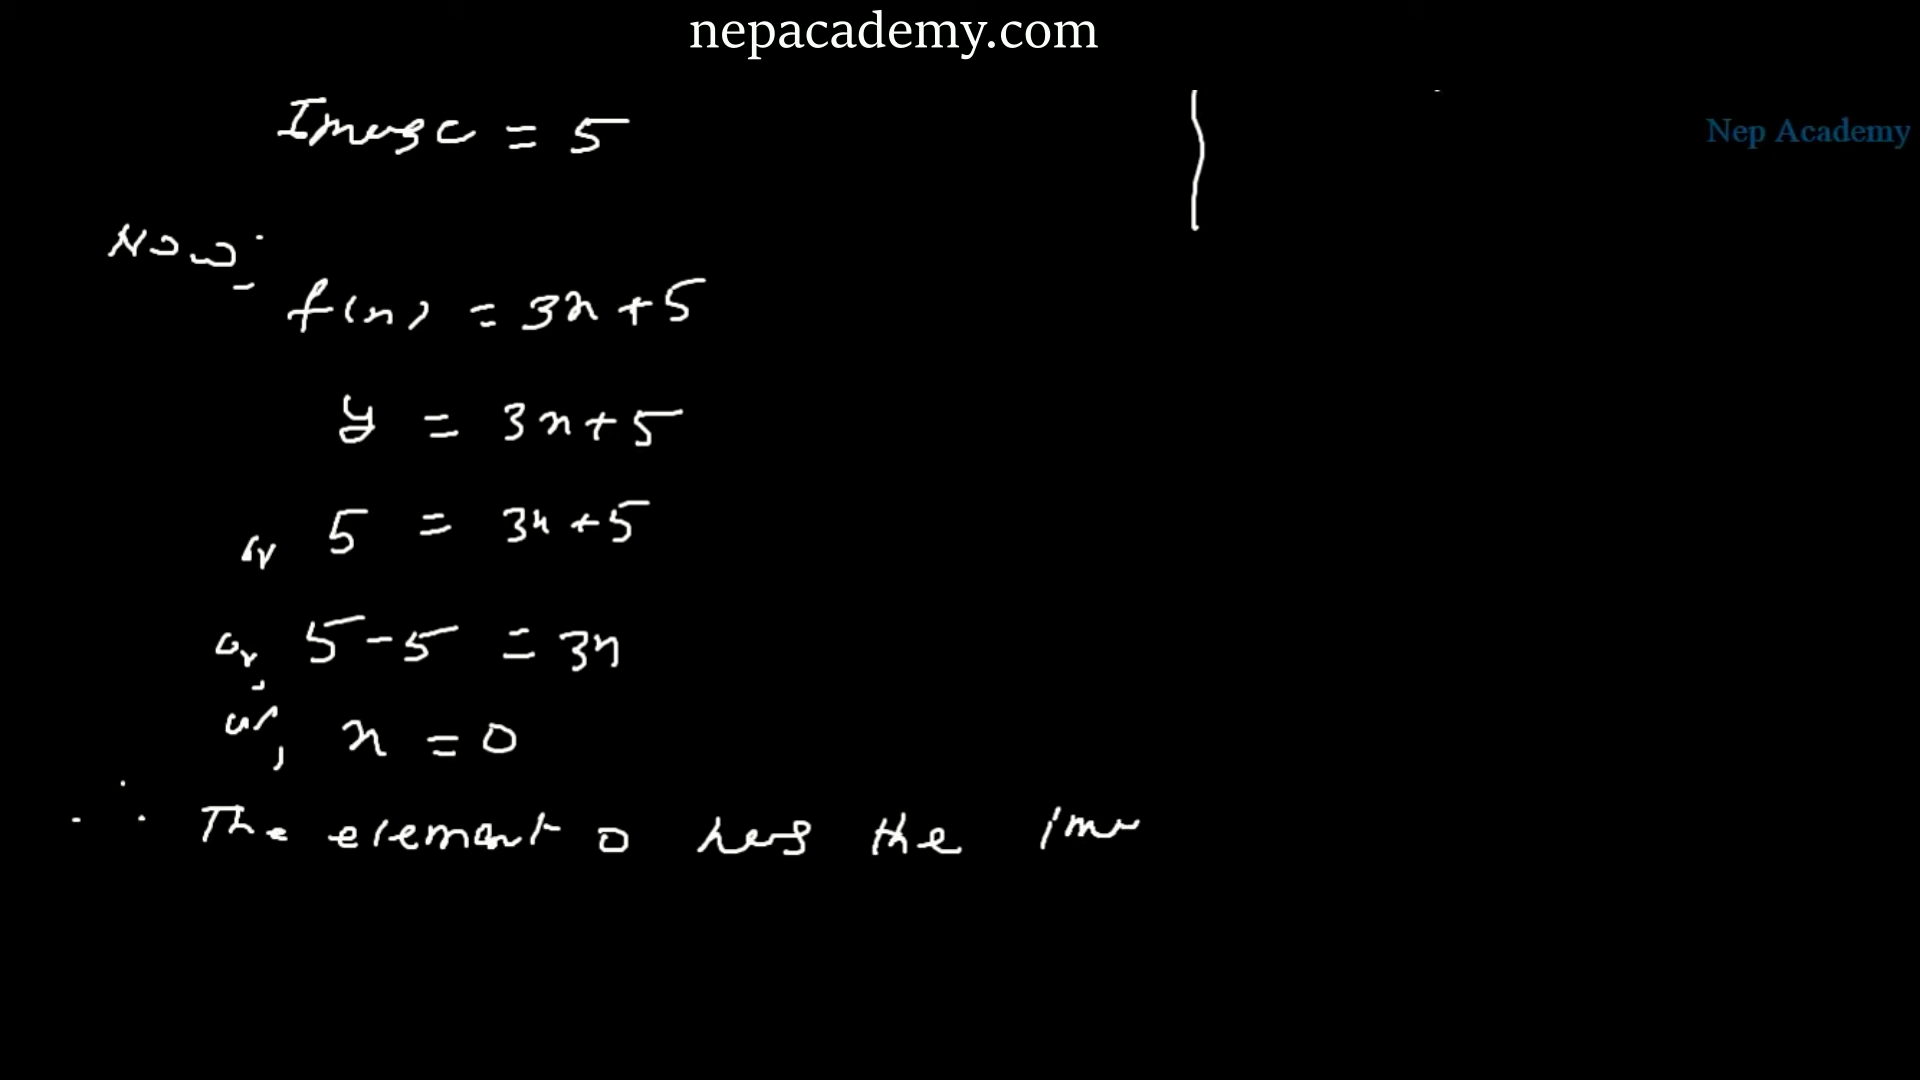 nepacademy.com
Image = 5
Nep Academy
Now,
f(x) = 3x + 5
y = 3x + 5
or 5 = 3x + 5
or, 5 - 5 = 3x
or, x = 0
∴ The element 0 has the ima